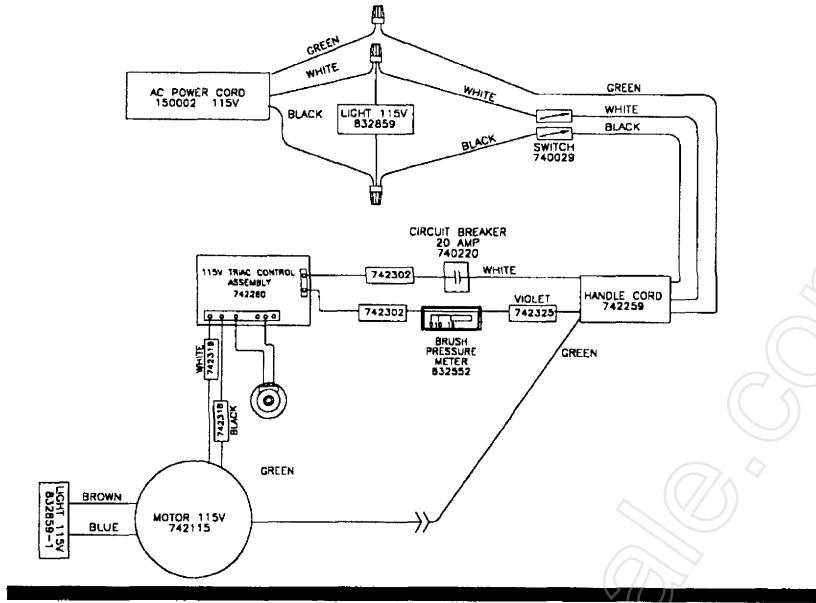 GREEN
WHITE
AC POWER CORD
150002 115V
BLACK
LIGHT 115V
832859
WHITE
BLACK
SWITCH
740029
GREEN
WHITE
BLACK
CIRCUIT BREAKER
20 AMP
740220
115V TRIAC CONTROL
ASSEMBLY
742280
742302
WHITE
742302
VIOLET
742325
HANDLE CORD
742259
BRUSH
PRESSURE
METER
832552
GREEN
WHITE
742319
742318
BLACK
GREEN
LIGHT 115V
832859-1
BROWN
BLUE
MOTOR 115V
742115